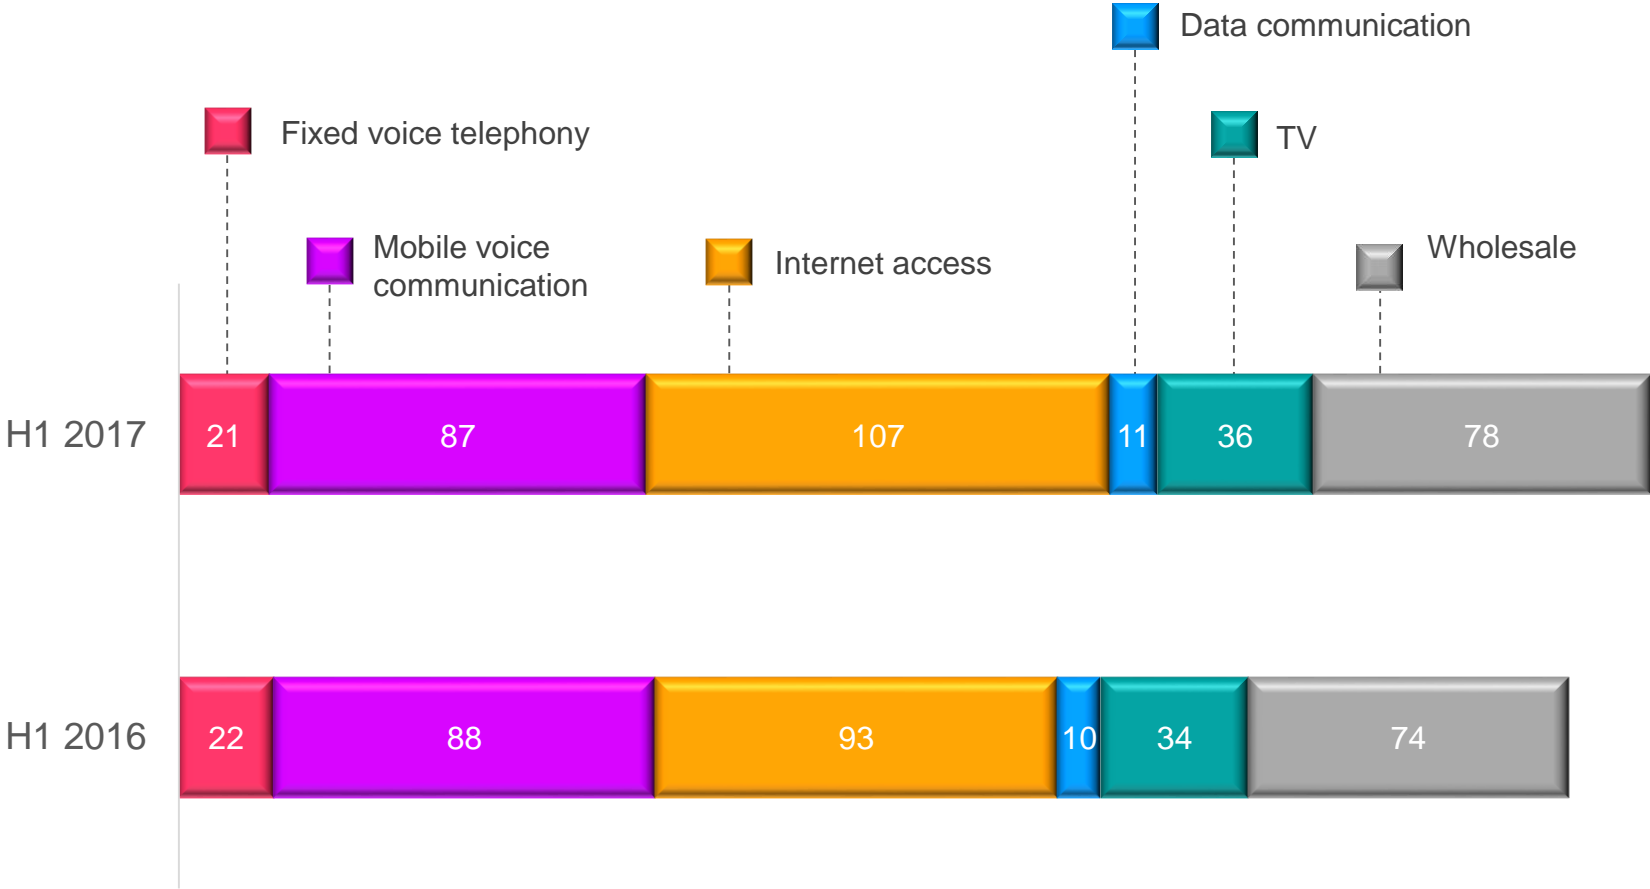 Data communication
Fixed voice telephony
TV
Mobile voice
communication
Internet access
Wholesale
H1 2017
21
87
107
11
36
78
H1 2016
22
88
93
10
34
74